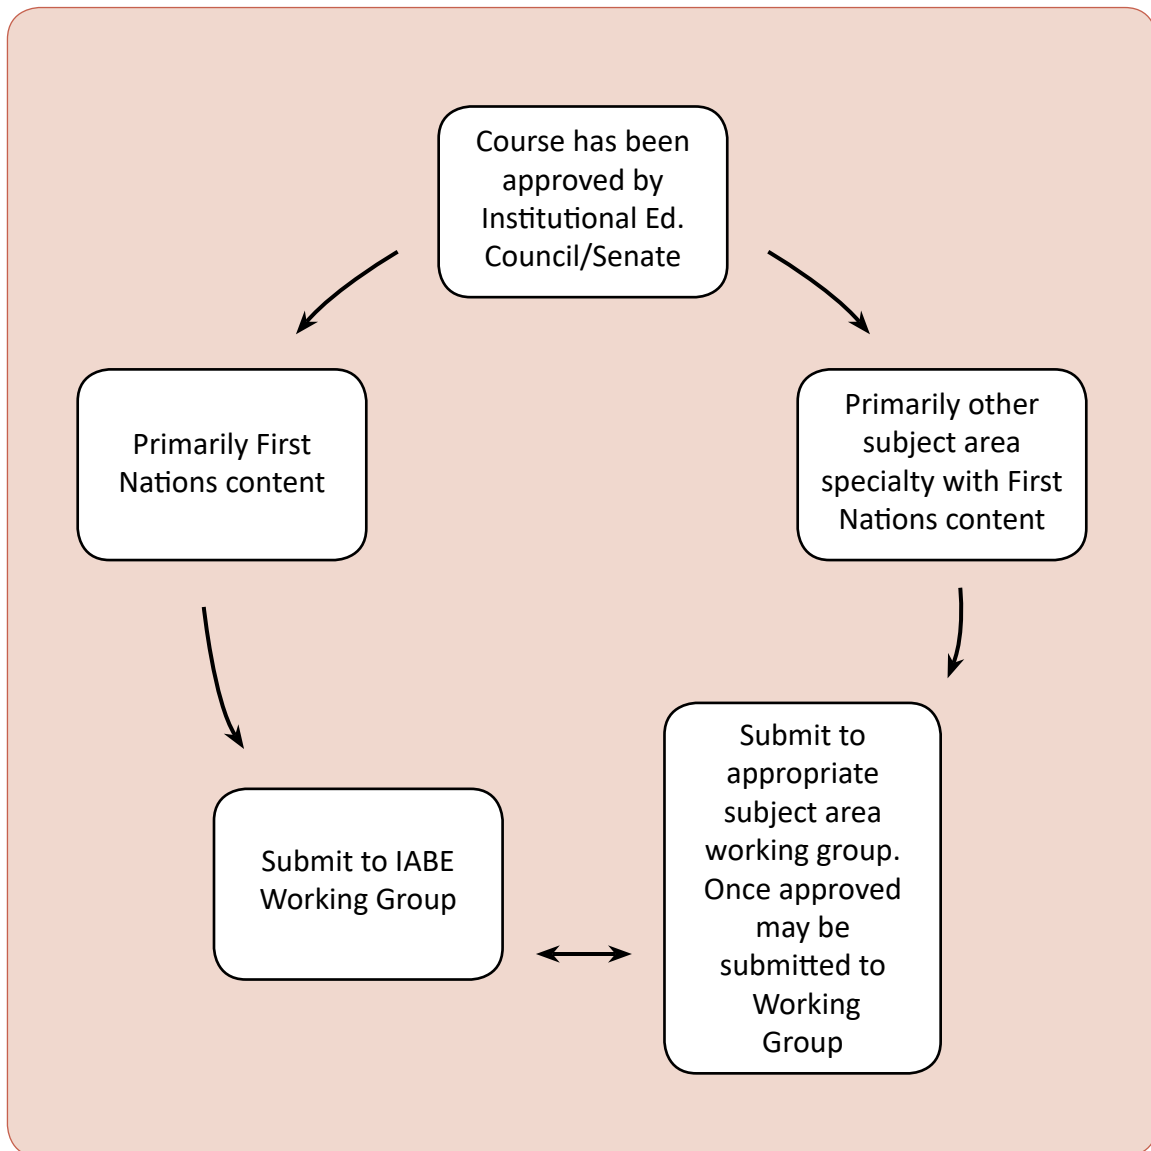 Course has been
approved by
Institutional Ed.
Council/Senate
Primarily First
Nations content
Primarily other
subject area
specialty with First
Nations content
Submit to IABE
Working Group
Submit to
appropriate
subject area
working group.
Once approved
may be
submitted to
Working
Group